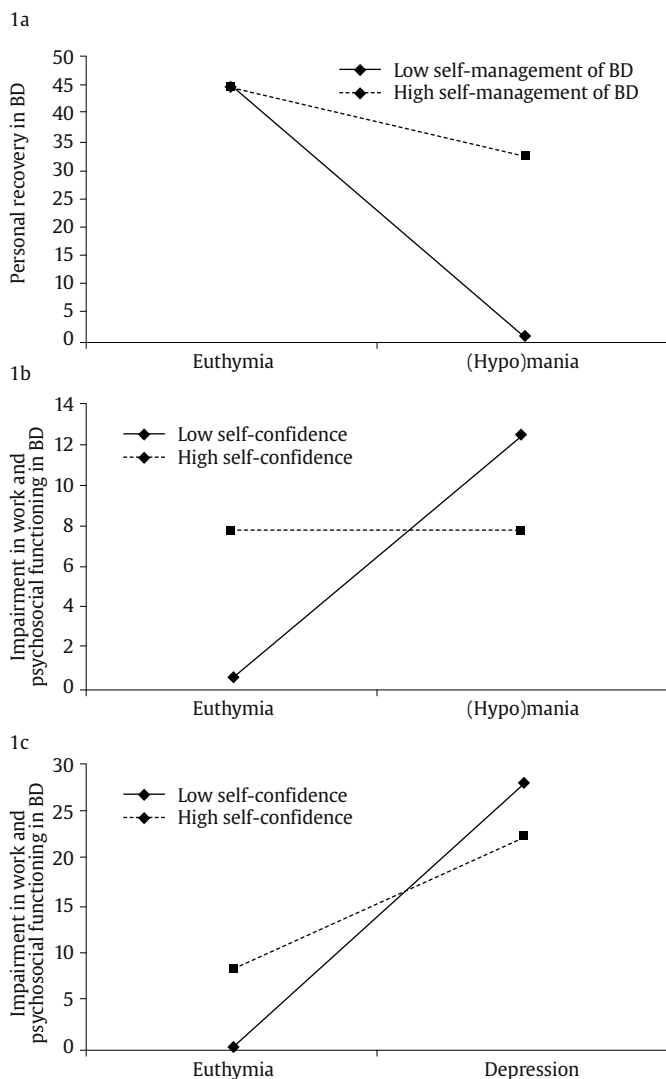 1a
Personal recovery in BD
50
45
40
35
30
25
20
15
10
5
0
Low self-management of BD
High self-management of BD
Euthymia
(Hypo)mania
1b
Impairment in work and
psychosocial functioning in BD
14
12
10
8
6
4
2
0
Low self-confidence
High self-confidence
Euthymia
(Hypo)mania
1c
Impairment in work and
psychosocial functioning in BD
30
25
20
15
10
5
0
Low self-confidence
High self-confidence
Euthymia
Depression